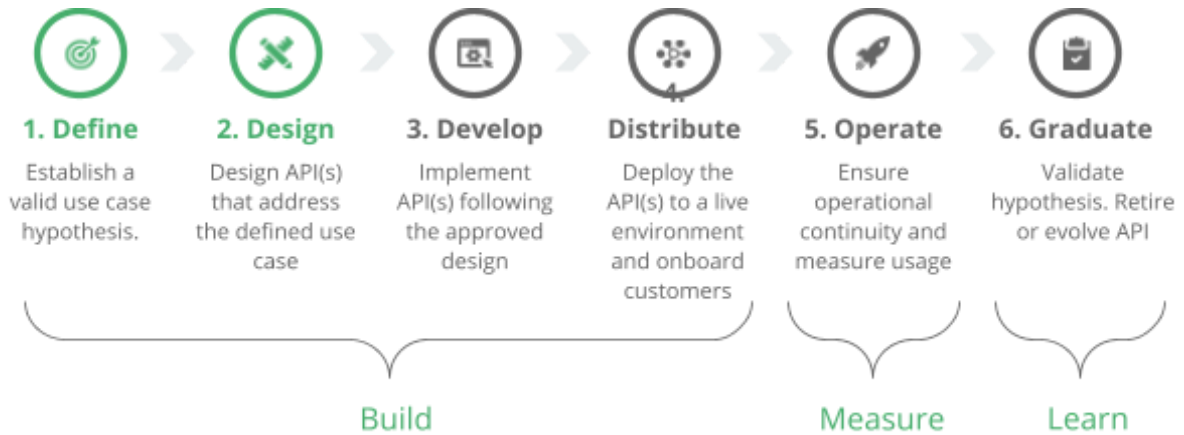 1. Define
Establish a
valid use case
hypothesis.
2. Design
Design API(s)
that address
the defined use
case
3. Develop
Implement
API(s) following
the approved
design
4.
Distribute
Deploy the
API(s) to a live
environment
and onboard
customers
5. Operate
Ensure
operational
continuity and
measure usage
6. Graduate
Validate
hypothesis. Retire
or evolve API
Build
Measure
Learn